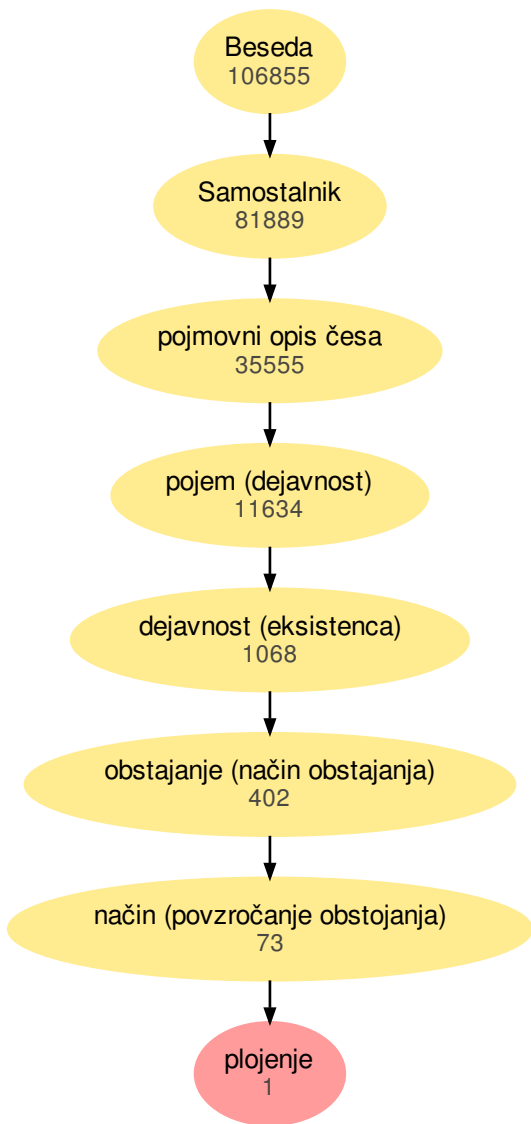 Beseda
106855
Samostalnik
81889
pojmovni opis česa
35555
pojem (dejavnost)
11634
dejavnost (eksistenca)
1068
obstajanje (način obstajanja)
402
način (povzročanje obstojanja)
73
plojenje
1